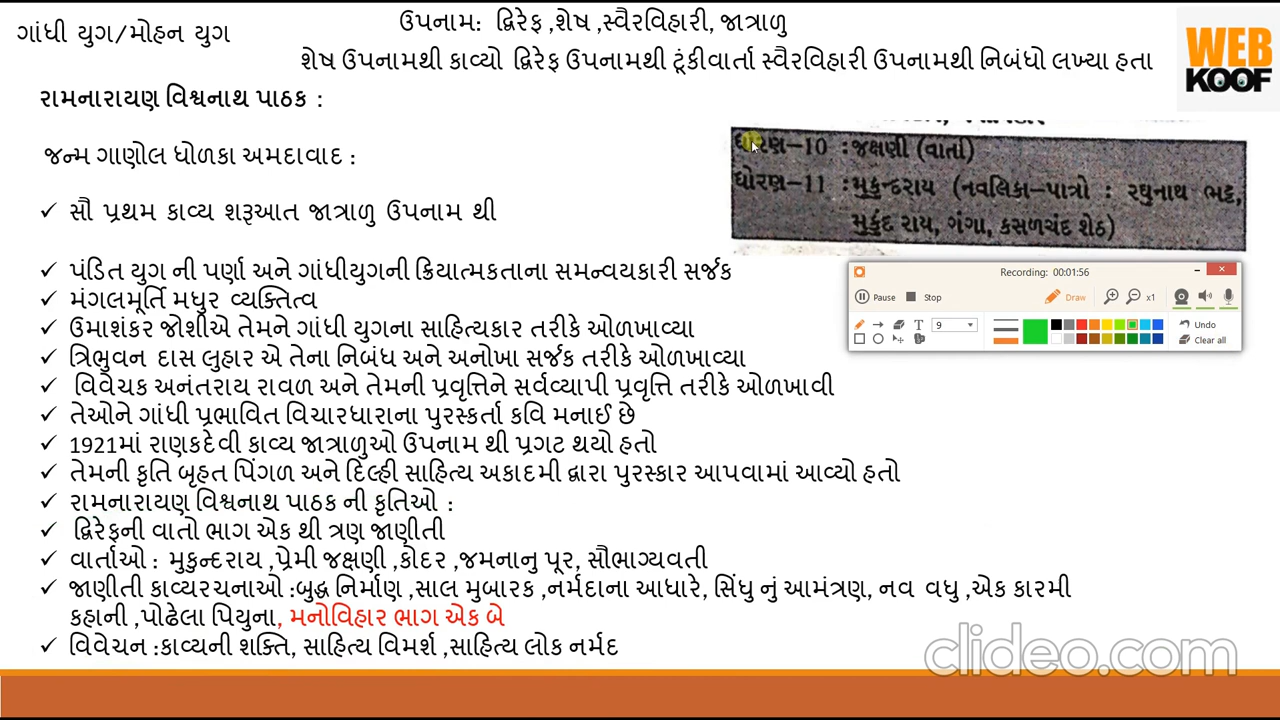 ગાંધી યુગ/મોહન યુગ
ઉપનામ: દ્વિરેફ ,શેષ ,સ્વૈરવિહારી, જાત્રાળુ
શેષ ઉપનામથી કાવ્યો દ્વિરેફ ઉપનામથી ટૂંકીવાર્તા સ્વૈરવિહારી ઉપનામથી નિબંધો લખ્યા હતા
WEB
KOOF
રામનારાયણ વિશ્વનાથ પાઠક :
ધોરણ–10 : જક્ષણી (વાર્તા)
ધોરણ–11 : મુકુન્દરાય (નવલિકા–પાત્રો : રઘુનાથ ભટ્ટ,
મુકુંદ રાય, ગંગા, કસળચંદ શેઠ)
જન્મ ગાણોલ ધોળકા અમદાવાદ :
✓ સૌ પ્રથમ કાવ્ય શરૂઆત જાત્રાળુ ઉપનામ થી
Recording: 00:01:56
Pause Stop Draw x1
T 9 Undo
Clear all
✓ પંડિત યુગ ની પર્ણા અને ગાંધીયુગની ક્રિયાત્મકતાના સમન્વયકારી સર્જક
✓ મંગલમૂર્તિ મધુર વ્યક્તિત્વ
✓ ઉમાશંકર જોશીએ તેમને ગાંધી યુગના સાહિત્યકાર તરીકે ઓળખાવ્યા
✓ ત્રિભુવન દાસ લુહાર એ તેના નિબંધ અને અનોખા સર્જક તરીકે ઓળખાવ્યા
✓ વિવેચક અનંતરાય રાવળ અને તેમની પ્રવૃત્તિને સર્વવ્યાપી પ્રવૃત્તિ તરીકે ઓળખાવી
✓ તેઓને ગાંધી પ્રભાવિત વિચારધારાના પુરસ્કર્તા કવિ મનાઈ છે
✓ 1921માં રાણકદેવી કાવ્ય જાત્રાળુઓ ઉપનામ થી પ્રગટ થયો હતો
✓ તેમની કૃતિ બૃહત પિંગળ અને દિલ્હી સાહિત્ય અકાદમી દ્વારા પુરસ્કાર આપવામાં આવ્યો હતો
✓ રામનારાયણ વિશ્વનાથ પાઠક ની કૃતિઓ :
✓ દ્વિરેફની વાતો ભાગ એક થી ત્રણ જાણીતી
✓ વાર્તાઓ : મુકુન્દરાય ,પ્રેમી જક્ષણી ,કોદર ,જમનાનુ પૂર, સૌભાગ્યવતી
✓ જાણીતી કાવ્યરચનાઓ :બુદ્ધ નિર્માણ ,સાલ મુબારક ,નર્મદાના આધારે, સિંધુ નું આમંત્રણ, નવ વધુ ,એક કારમી
કહાની ,પોઢેલા પિયુના, મનોવિહાર ભાગ એક બે
✓ વિવેચન :કાવ્યની શક્તિ, સાહિત્ય વિમર્શ ,સાહિત્ય લોક નર્મદ
clideo.com